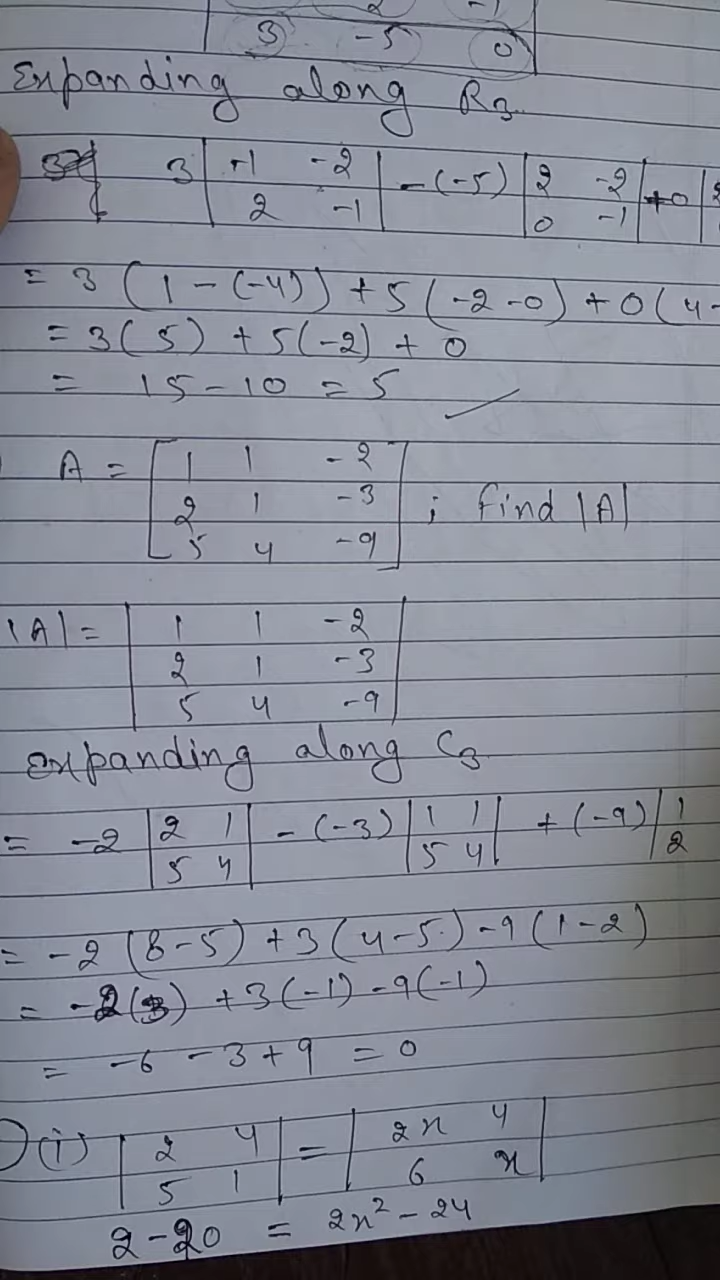 2 -1
3 -5 0
Expanding along R3
3 | -1 -2 | - (-5) | 2 -2 | + 0 |
| 2 -1 | | 0 -1 |
= 3 (1 - (-4)) + 5 (-2 - 0) + 0 (4 -
= 3(5) + 5(-2) + 0
= 15 - 10 = 5
A = [ 1 1 -2
2 1 -3
5 4 -9 ] ; find |A|
|A| = | 1 1 -2 |
| 2 1 -3 |
| 5 4 -9 |
expanding along C3
= -2 | 2 1 | - (-3) | 1 1 | + (-9) | 1
| 5 4 | | 5 4 | | 2
= -2 (8 - 5) + 3 (4 - 5) - 9 (1 - 2)
= -2(3) + 3(-1) - 9(-1)
= -6 - 3 + 9 = 0
(i) | 2 4 | = | 2x 4 |
| 5 1 | | 6 x |
2 - 20 = 2x² - 24